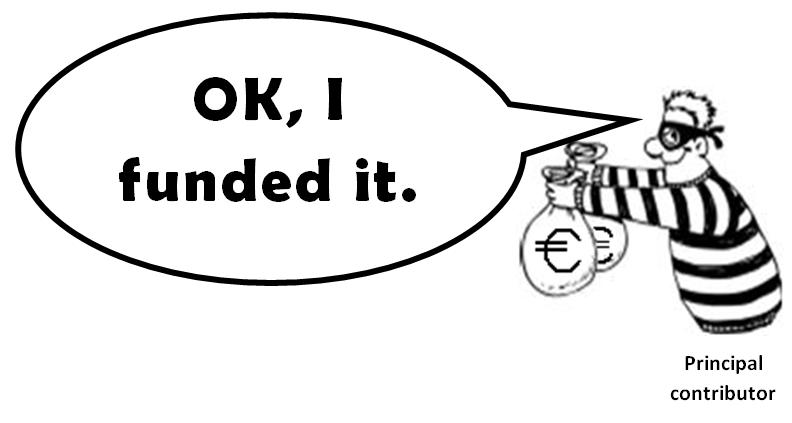 OK, I
funded it.
€ €
Principal
contributor